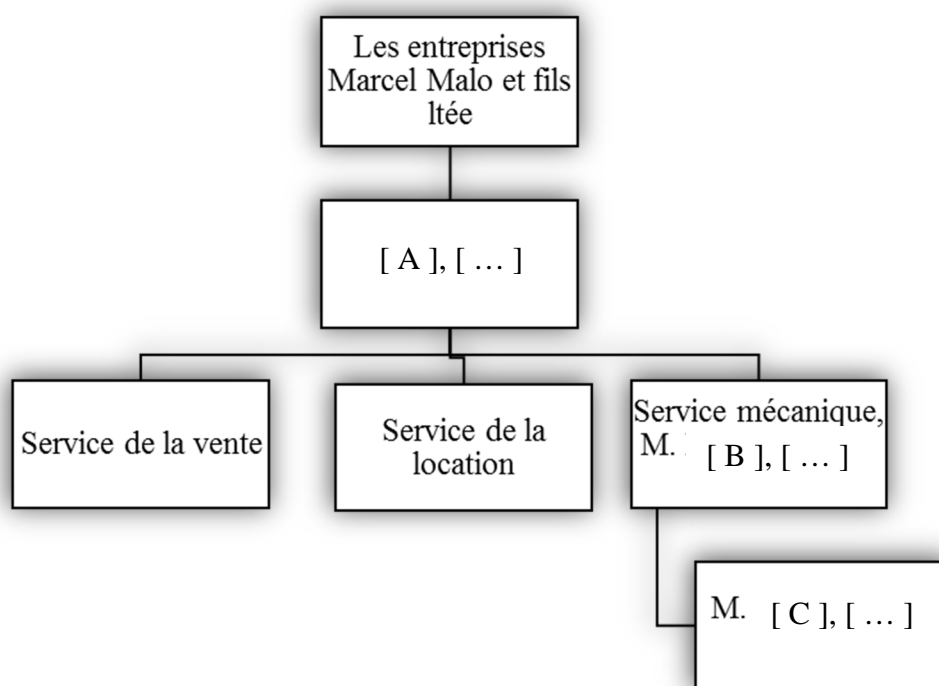 Les entreprises
Marcel Malo et fils
ltée
[ A ], [ … ]
Service de la vente
Service de la
location
Service mécanique,
M. [ B ], [ … ]
M. [ C ], [ … ]